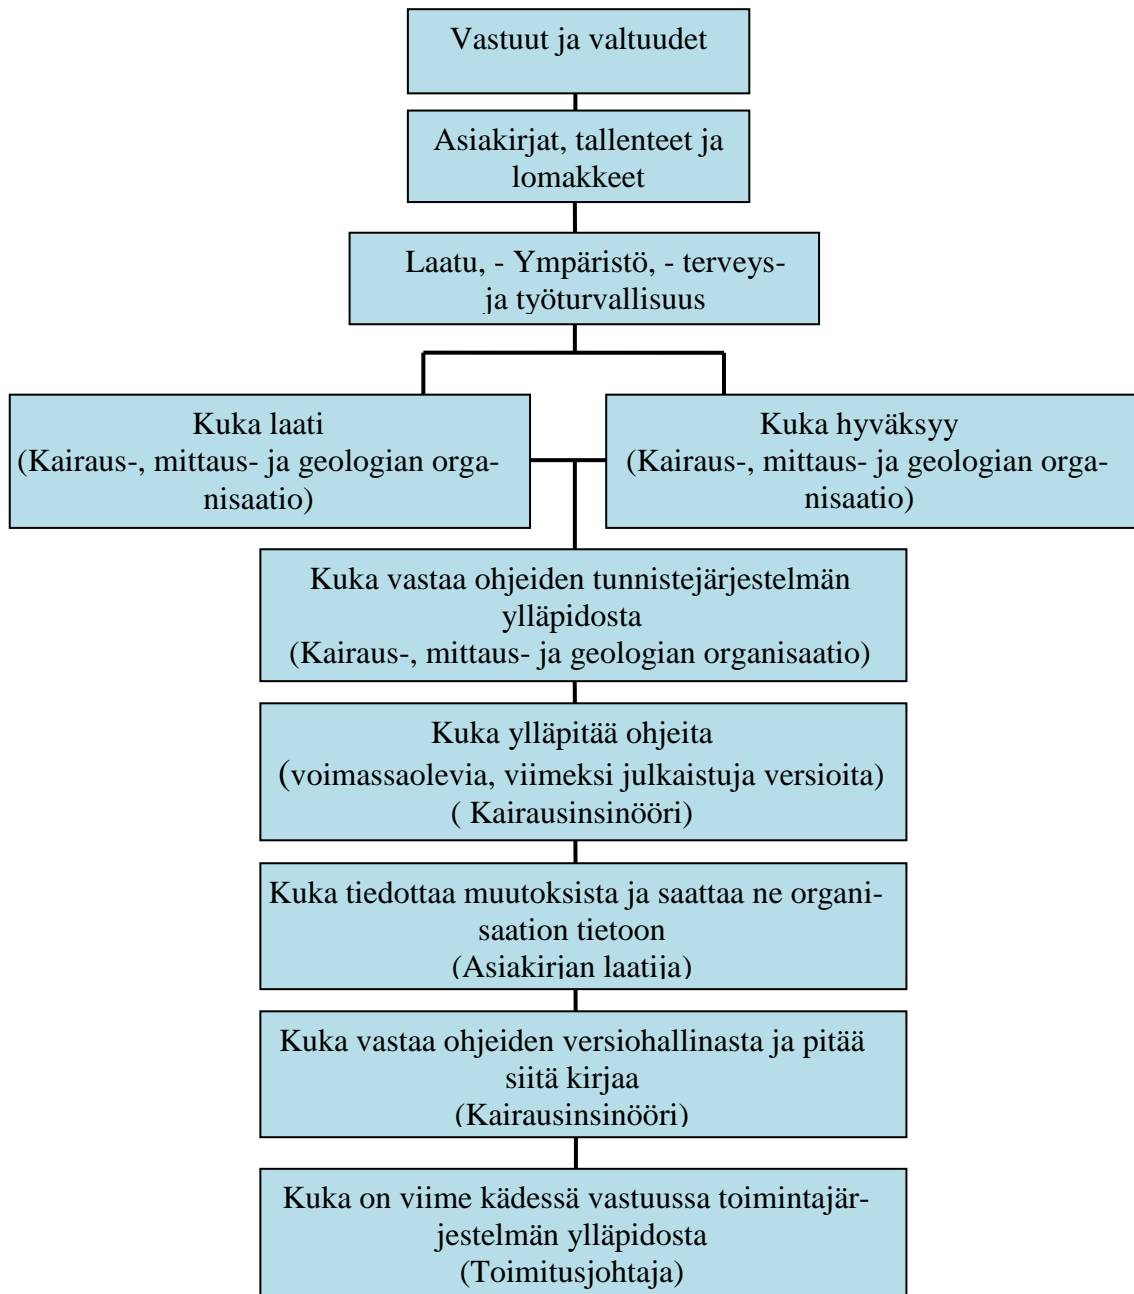 Vastuut ja valtuudet
Asiakirjat, tallenteet ja
lomakkeet
Laatu, - Ympäristö, - terveys-
ja työturvallisuus
Kuka laati
(Kairaus-, mittaus- ja geologian orga-
nisaatio)
Kuka hyväksyy
(Kairaus-, mittaus- ja geologian orga-
nisaatio)
Kuka vastaa ohjeiden tunnistejärjestelmän
ylläpidosta
(Kairaus-, mittaus- ja geologian organisaatio)
Kuka ylläpitää ohjeita
(voimassaolevia, viimeksi julkaistuja versioita)
( Kairausinsinööri)
Kuka tiedottaa muutoksista ja saattaa ne organi-
saation tietoon
(Asiakirjan laatija)
Kuka vastaa ohjeiden versiohallinasta ja pitää
siitä kirjaa
(Kairausinsinööri)
Kuka on viime kädessä vastuussa toimintajär-
jestelmän ylläpidosta
(Toimitusjohtaja)